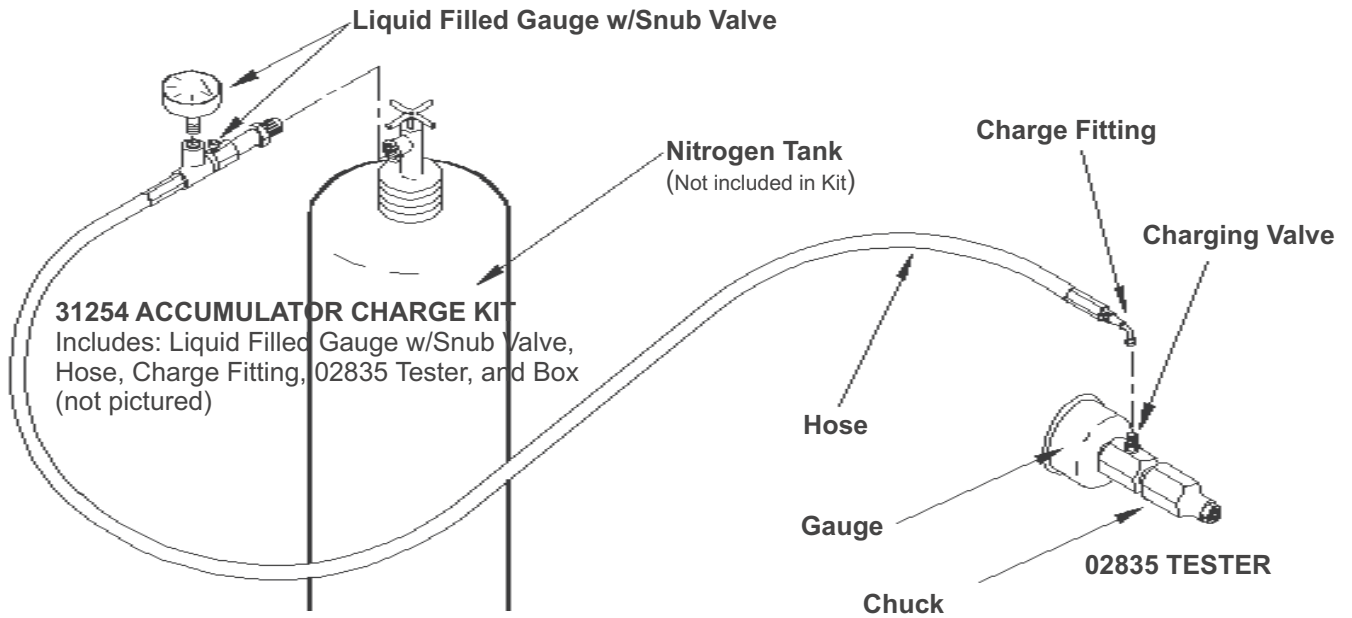 Liquid Filled Gauge w/Snub Valve
Charge Fitting
Nitrogen Tank
(Not included in Kit)
Charging Valve
31254 ACCUMULATOR CHARGE KIT
Includes: Liquid Filled Gauge w/Snub Valve,
Hose, Charge Fitting, 02835 Tester, and Box
(not pictured)
Hose
Gauge
02835 TESTER
Chuck